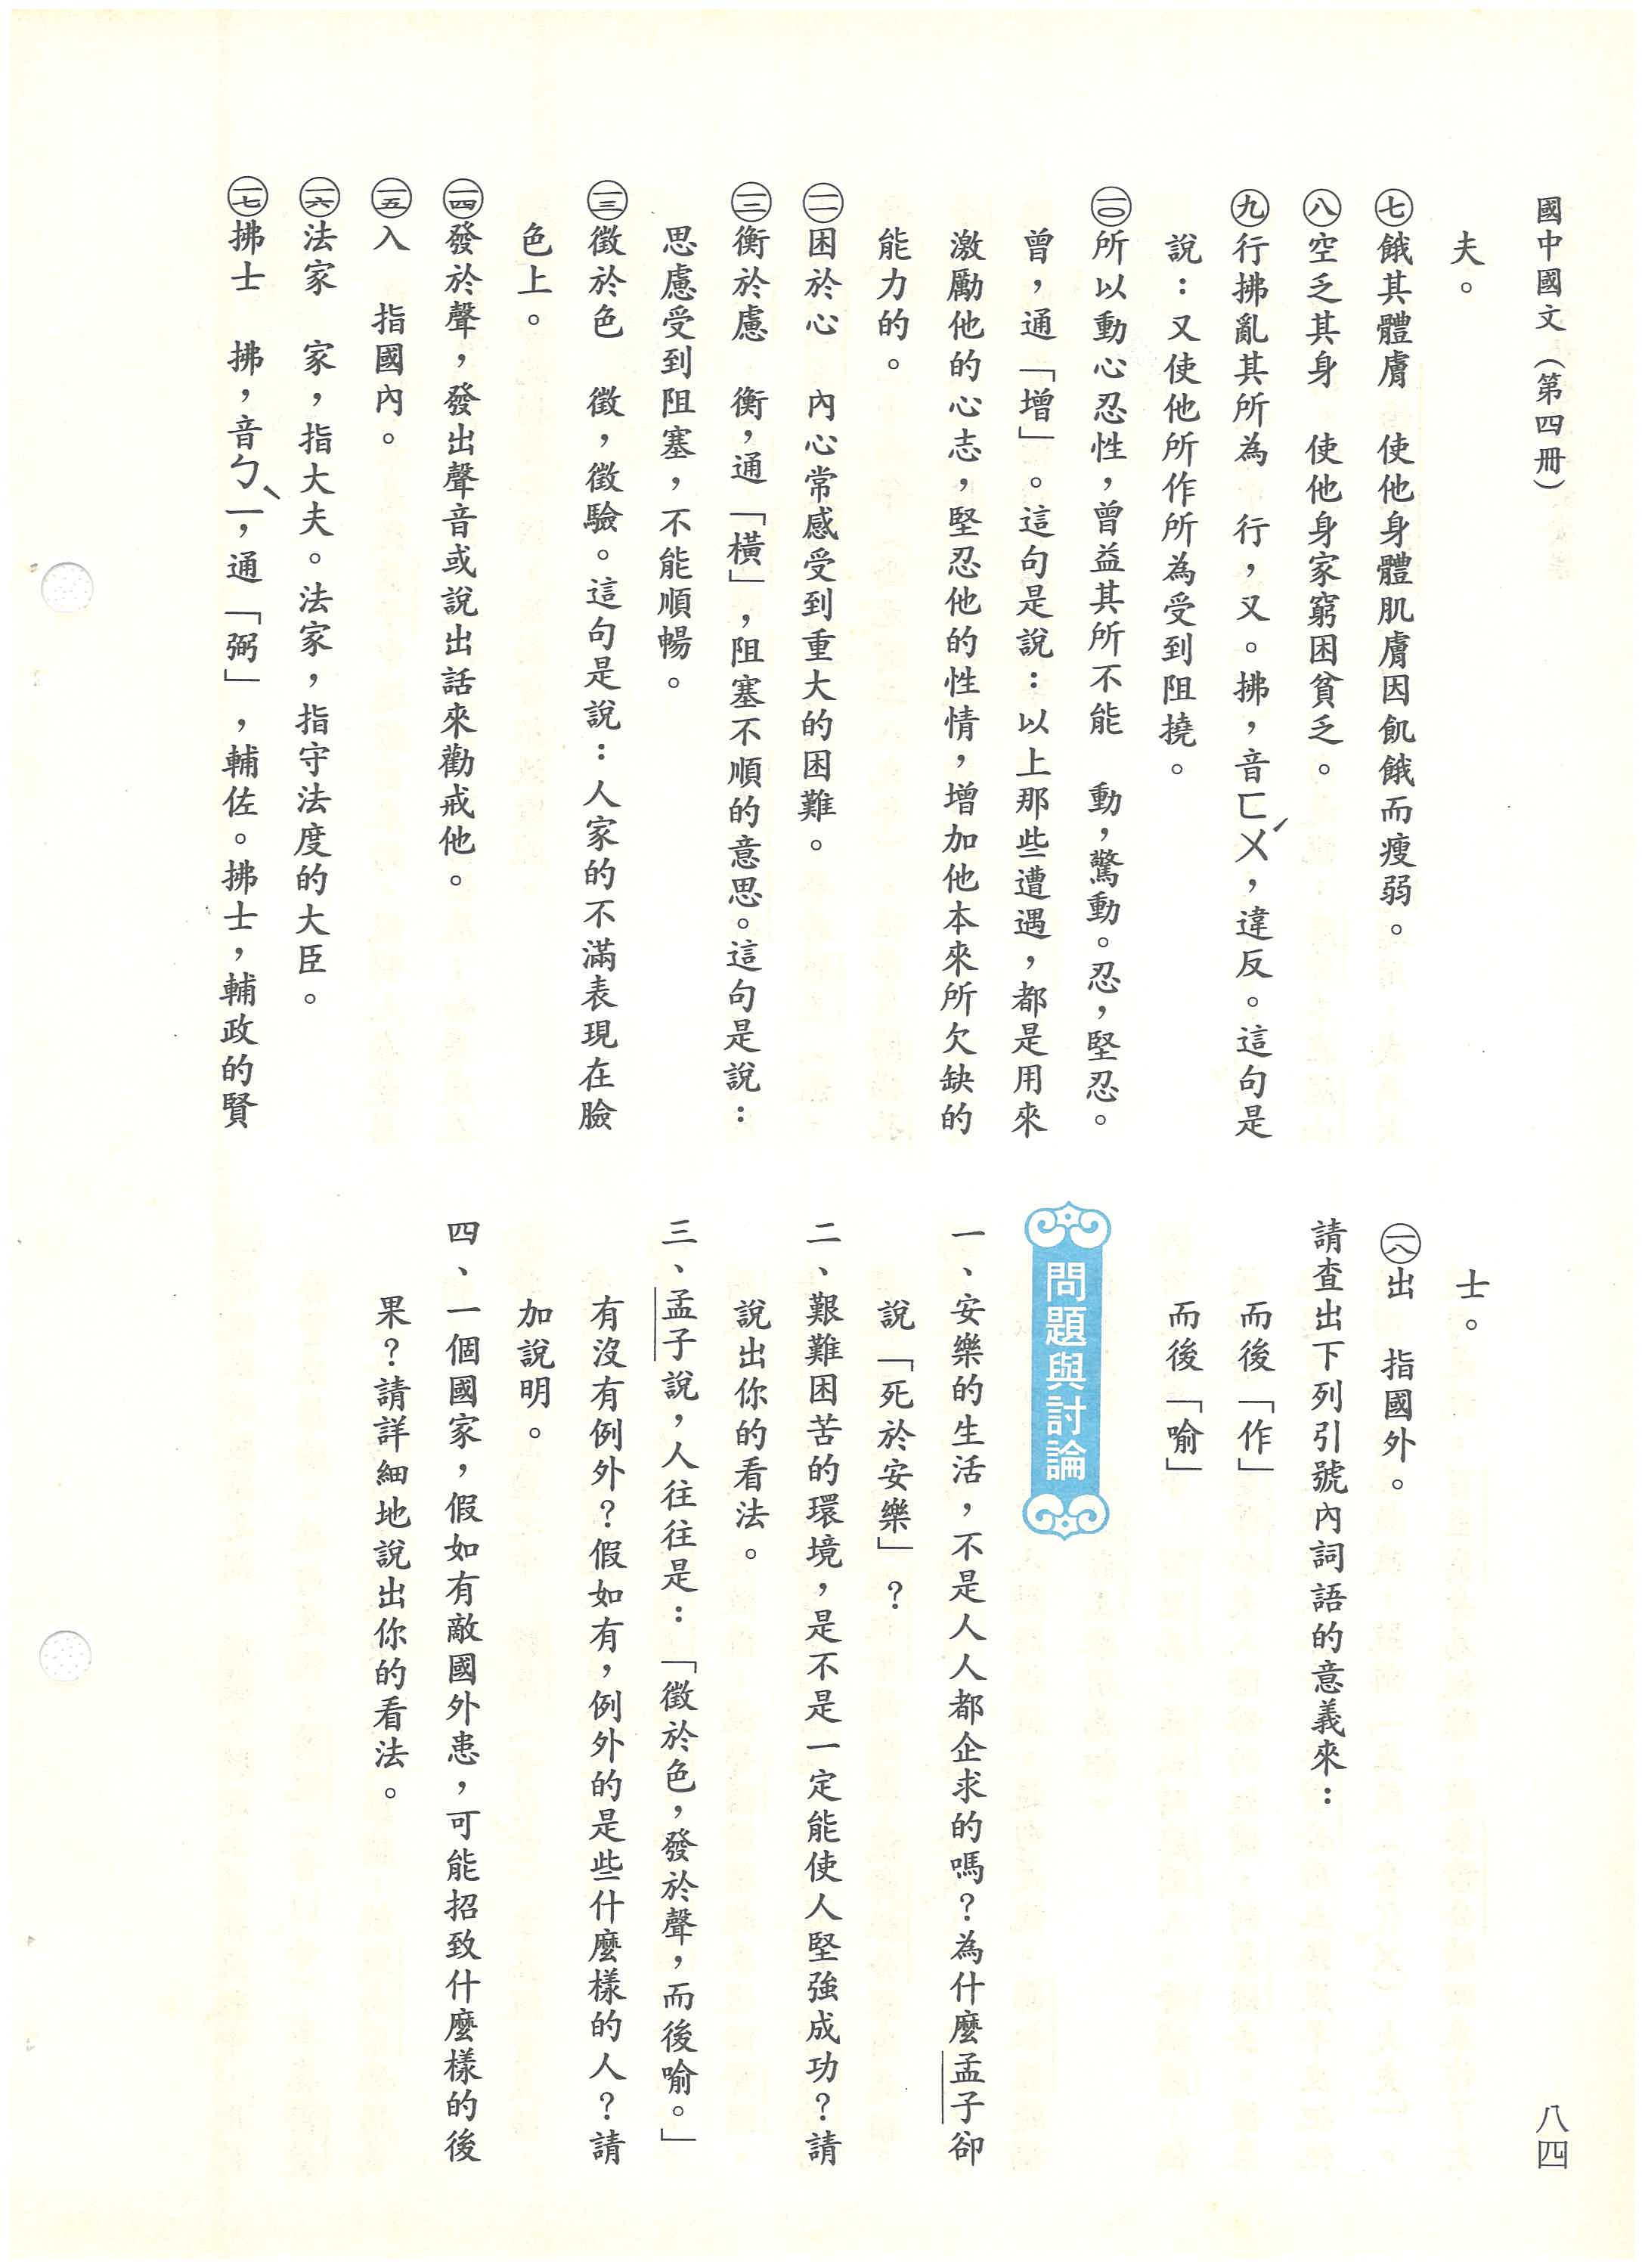 國中國文（第四冊）
八四
夫。
㊆餓其體膚　使他身體肌膚因飢餓而瘦弱。
㊇空乏其身　使他身家窮困貧乏。
㊈行拂亂其所為　行，又。拂，音ㄈㄨˊ，違反。這句是
說：又使他所作所為受到阻撓。
(一〇)所以動心忍性，曾益其所不能　動，驚動。忍，堅忍。
曾，通「增」。這句是說：以上那些遭遇，都是用來
激勵他的心志，堅忍他的性情，增加他本來所欠缺的
能力的。
(一一)困於心　內心常感受到重大的困難。
(一二)衡於慮　衡，通「橫」，阻塞不順的意思。這句是說：
思慮受到阻塞，不能順暢。
(一三)徵於色　徵，徵驗。這句是說：人家的不滿表現在臉
色上。
(一四)發於聲，發出聲音或說出話來勸戒他。
(一五)入　指國內。
(一六)法家　家，指大夫。法家，指守法度的大臣。
(一七)拂士　拂，音ㄅㄧˋ，通「弼」，輔佐。拂士，輔政的賢
士。
(一八)出　指國外。
請查出下列引號內詞語的意義來：
而後「作」
而後「喻」
問題與討論
一、安樂的生活，不是人人都企求的嗎？為什麼孟子卻
說「死於安樂」？
二、艱難困苦的環境，是不是一定能使人堅強成功？請
說出你的看法。
三、孟子說，人往往是：「徵於色，發於聲，而後喻。」
有沒有例外？假如有，例外的是些什麼樣的人？請
加說明。
四、一個國家，假如有敵國外患，可能招致什麼樣的後
果？請詳細地說出你的看法。